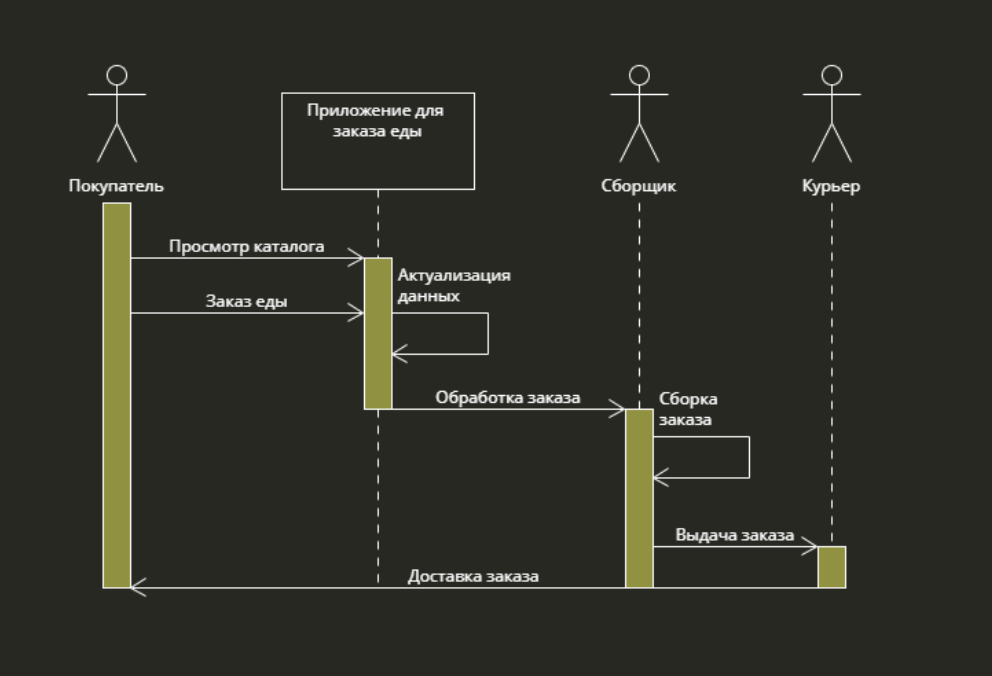 Приложение для
заказа еды
Покупатель
Сборщик
Курьер
Просмотр каталога
Актуализация
данных
Заказ еды
Обработка заказа
Сборка
заказа
Выдача заказа
Доставка заказа